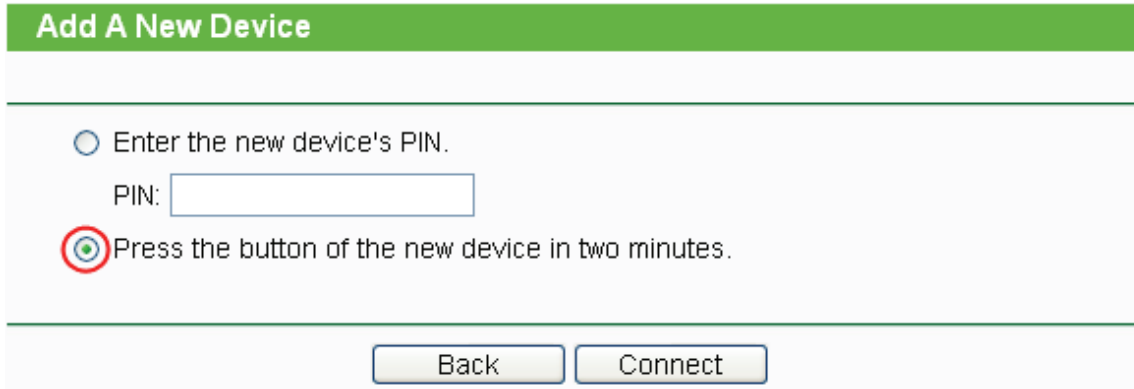 Add A New Device
Enter the new device's PIN.
PIN:
Press the button of the new device in two minutes.
Back Connect